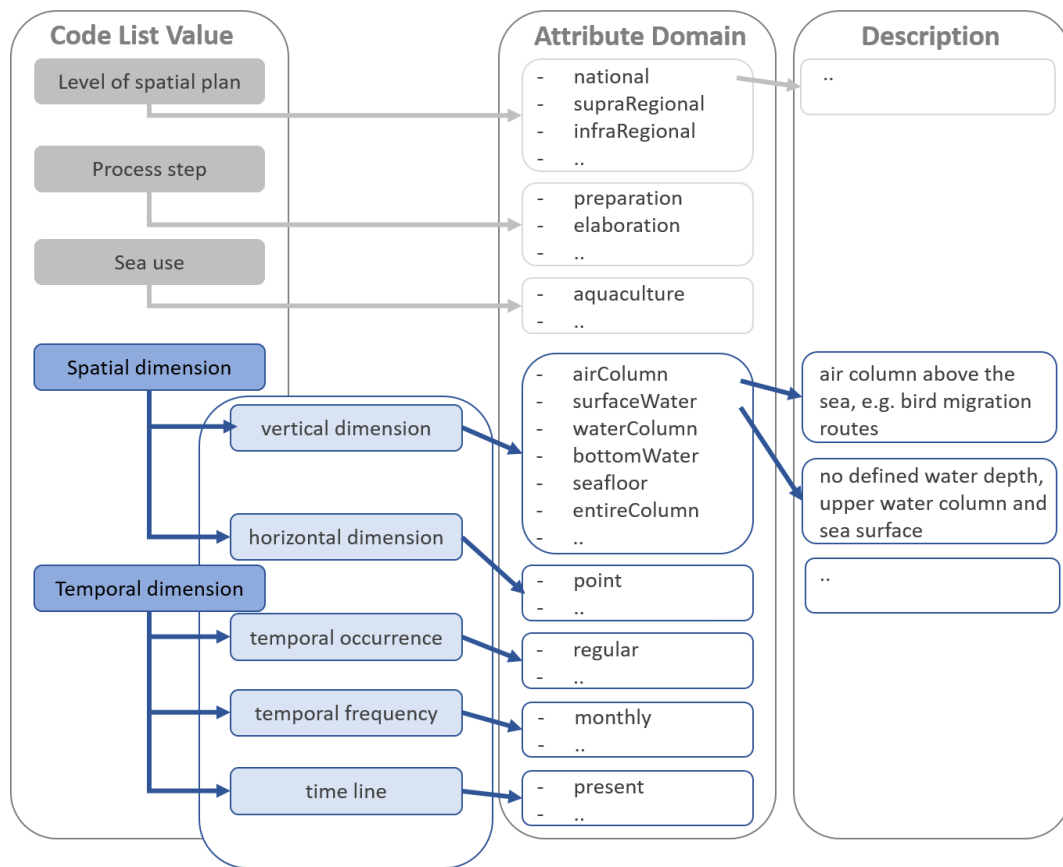 Code List Value
Attribute Domain
Description
Level of spatial plan
- national
- supraRegional
- infraRegional
- ..
..
Process step
- preparation
- elaboration
- ..
Sea use
- aquaculture
- ..
Spatial dimension
vertical dimension
horizontal dimension
- airColumn
- surfaceWater
- waterColumn
- bottomWater
- seafloor
- entireColumn
- ..
air column above the
sea, e.g. bird migration
routes
no defined water depth,
upper water column and
sea surface
- point
- ..
..
Temporal dimension
temporal occurrence
- regular
- ..
temporal frequency
- monthly
- ..
time line
- present
- ..